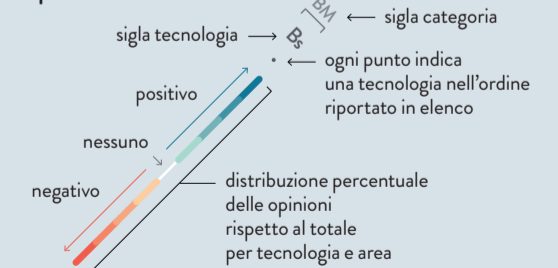 BM
sigla categoria
sigla tecnologia
Bs
ogni punto indica
una tecnologia nell'ordine
riportato in elenco
positivo
nessuno
negativo
distribuzione percentuale
delle opinioni
rispetto al totale
per tecnologia e area